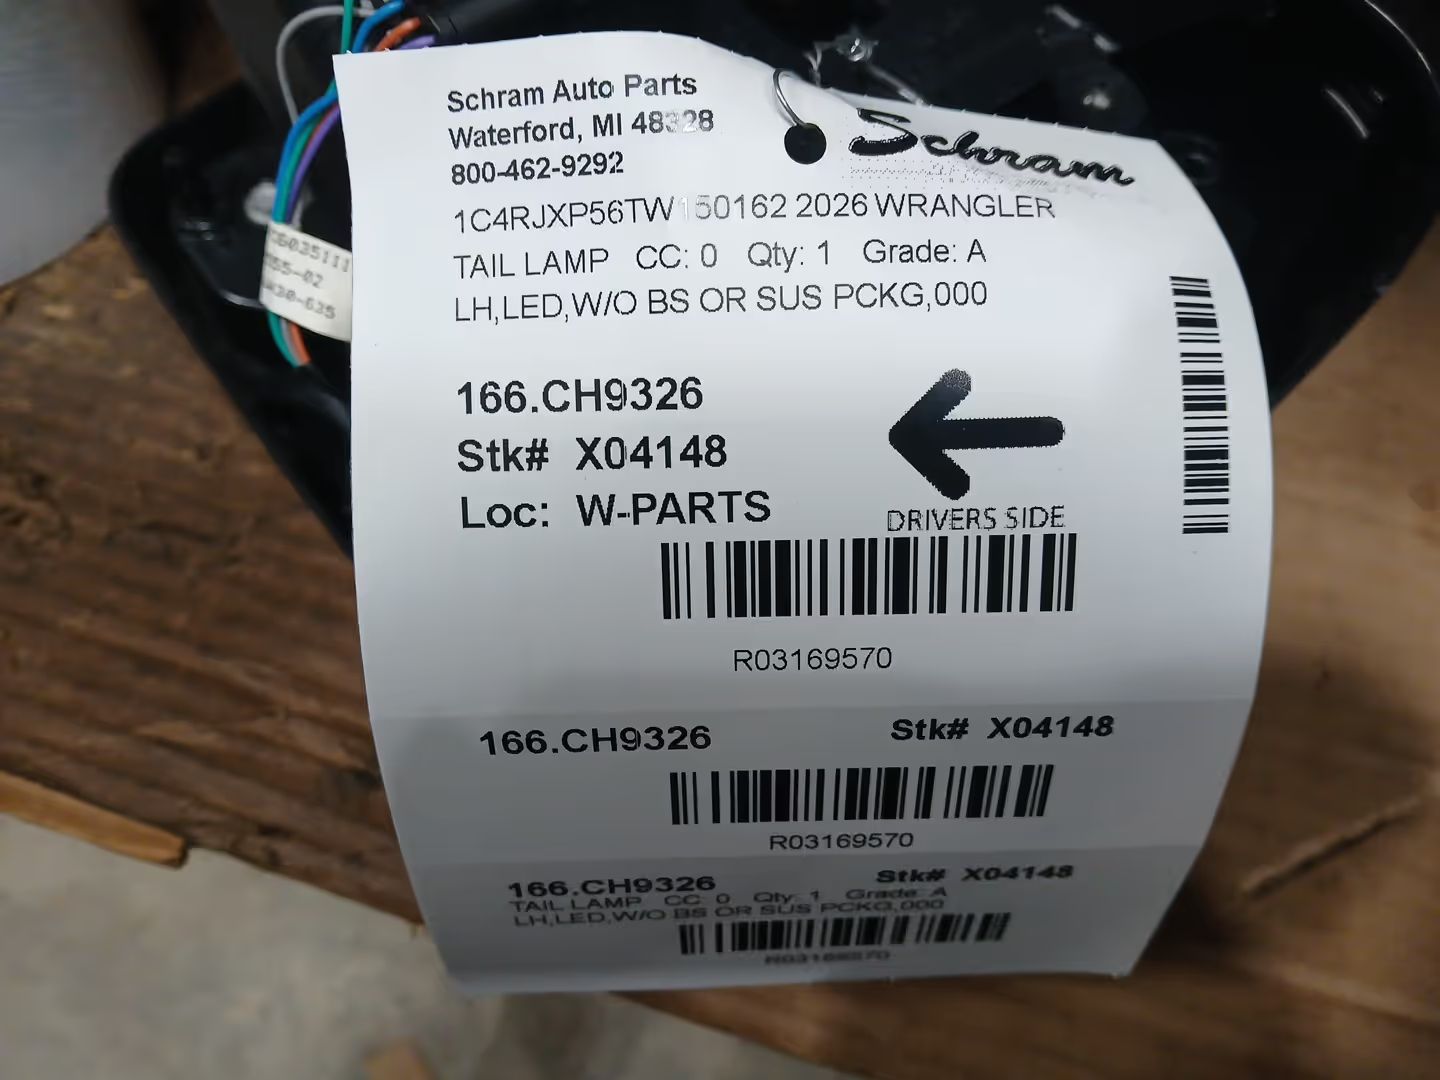 Schram Auto Parts
Waterford, MI 48328
800-462-9292
Schram
1C4RJXP56TW150162 2026 WRANGLER
TAIL LAMP CC: 0 Qty: 1 Grade: A
LH,LED,W/O BS OR SUS PCKG,000
166.CH9326
Stk# X04148
Loc: W-PARTS
DRIVERS SIDE
R03169570
166.CH9326 Stk# X04148
R03169570
166.CH9326 Stk# X04148
TAIL LAMP CC: 0 Qty: 1 Grade: A
LH,LED,W/O BS OR SUS PCKG,000
R03169570